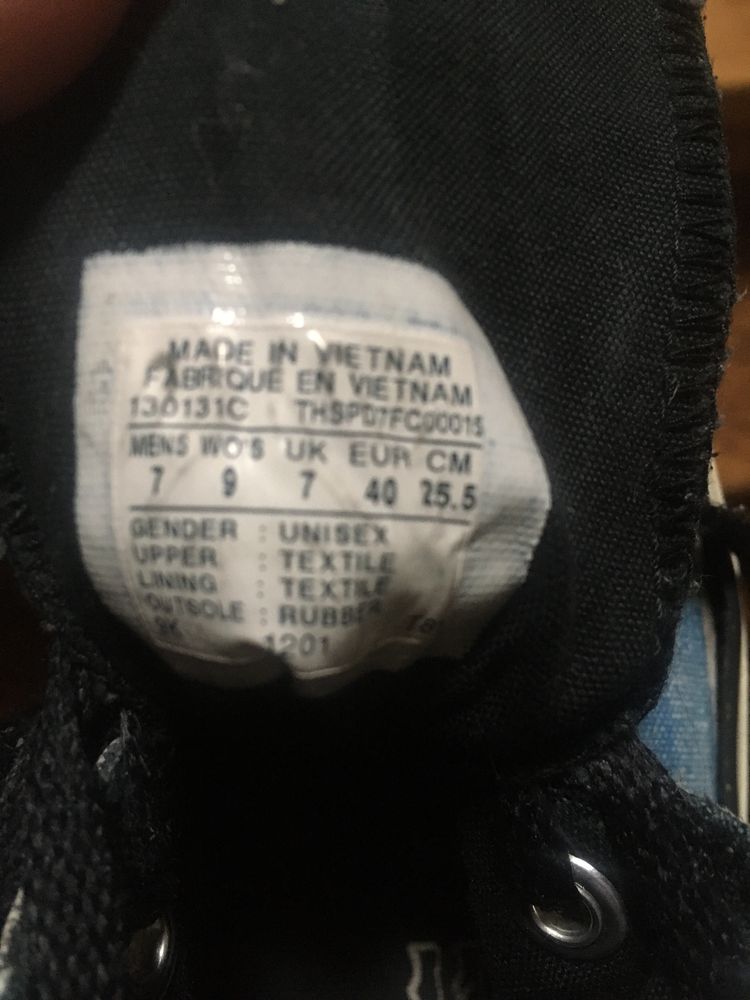 MADE IN VIETNAM
FABRIQUE EN VIETNAM
130131C THSPD7FC00015
MENS WO'S UK EUR CM
7 9 7 40 25.5
GENDER : UNISEX
UPPER : TEXTILE
LINING : TEXTILE
OUTSOLE : RUBBER
1201